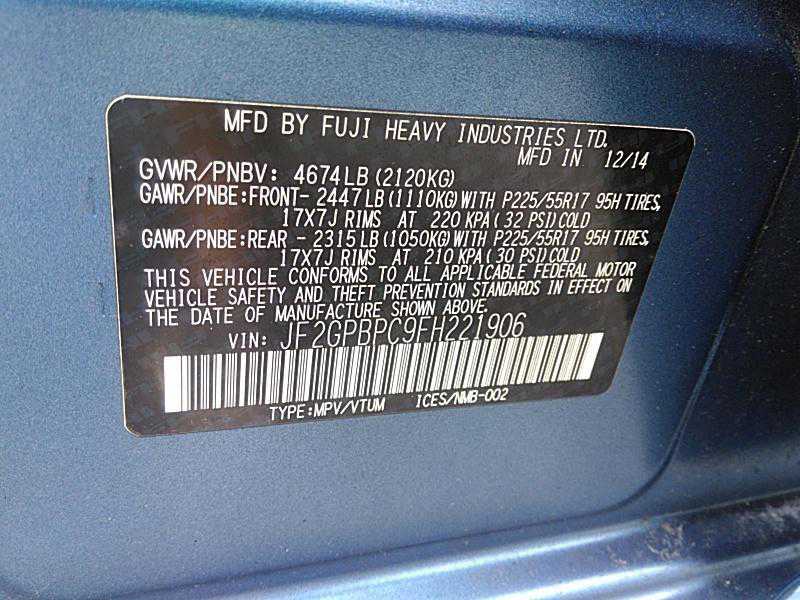 MFD BY FUJI HEAVY INDUSTRIES LTD.
MFD IN 12/14
GVWR/PNBV: 4674LB(2120KG)
GAWR/PNBE:FRONT- 2447LB(1110KG)WITH P225/55R17 95H TIRES,
17X7J RIMS AT 220 KPA(32 PSI)COLD
GAWR/PNBE:REAR - 2315LB(1050KG)WITH P225/55R17 95H TIRES,
17X7J RIMS AT 210 KPA(30 PSI)COLD
THIS VEHICLE CONFORMS TO ALL APPLICABLE FEDERAL MOTOR
VEHICLE SAFETY AND THEFT PREVENTION STANDARDS IN EFFECT ON
THE DATE OF MANUFACTURE SHOWN ABOVE.
VIN: JF2GPBPC9FH221906
TYPE:MPV/VTUM ICES/NMB-002